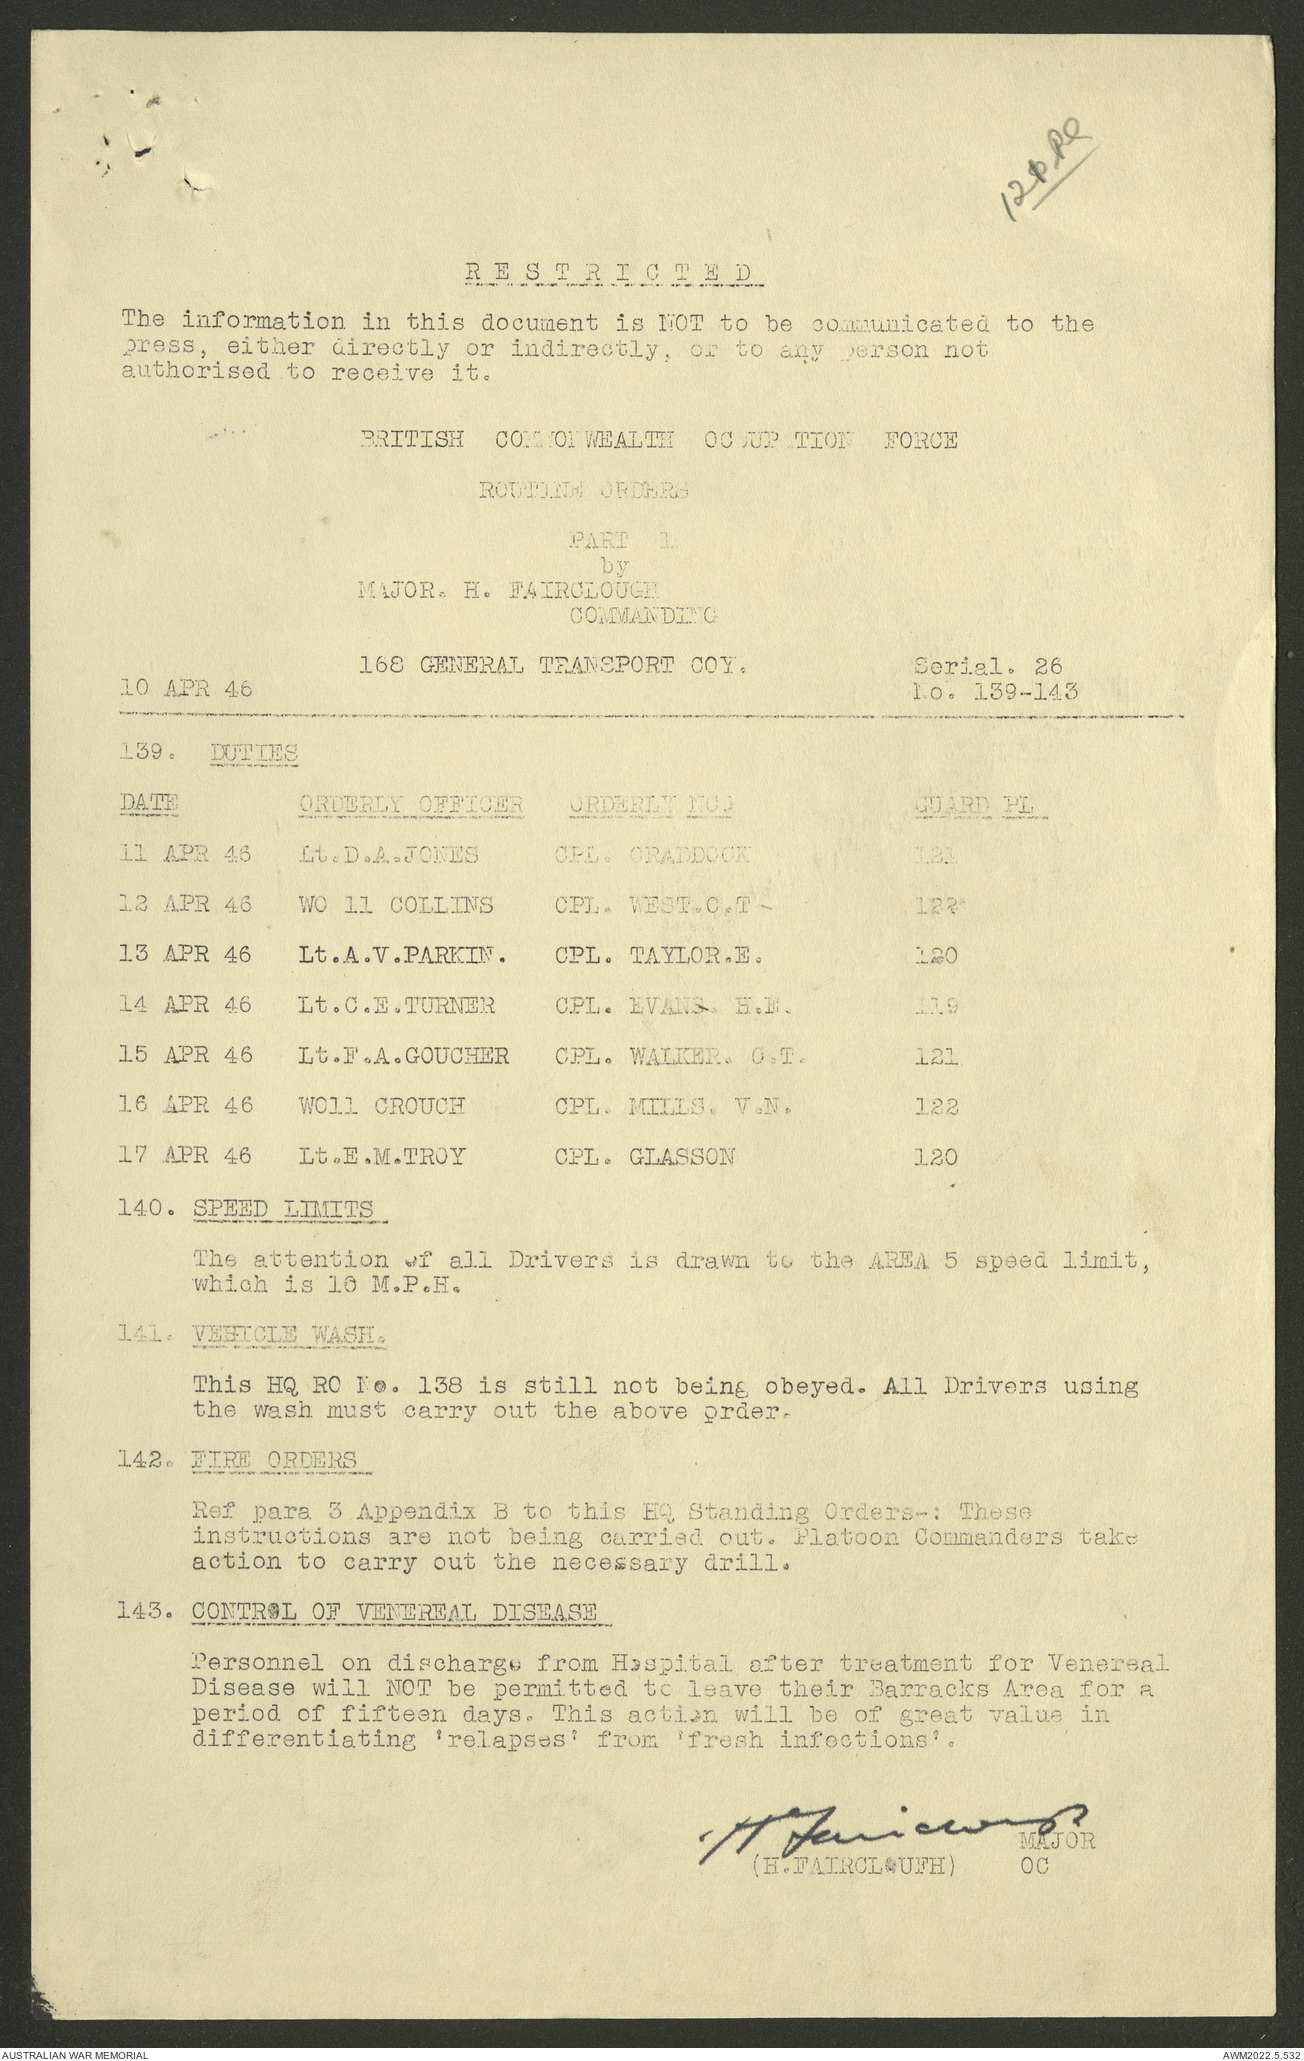 12 Pl
RESTRICTED
The information in this document is NOT to be communicated to the
press, either directly or indirectly, or to any person not
authorised to receive it.
BRITISH COMMONWEALTH OCCUPATION FORCE
ROUTINE ORDERS
PART 1
by
MAJOR. H. FAIRCLOUGH
COMMANDING
168 GENERAL TRANSPORT COY. Serial. 26
10 APR 46 No. 139-143
139. DUTIES
DATE ORDERLY OFFICER ORDERLY NCO GUARD PL
11 APR 46 Lt.D.A.JONES CPL. CRADDOCK 121
12 APR 46 WO 11 COLLINS CPL. WEST.C.T 122
13 APR 46 Lt.A.V.PARKIN. CPL. TAYLOR.E. 120
14 APR 46 Lt.C.E.TURNER CPL. EVANS. H.E. 119
15 APR 46 Lt.F.A.GOUCHER CPL. WALKER. C.T. 121
16 APR 46 WO11 CROUCH CPL. MILLS. V.N. 122
17 APR 46 Lt.E.M.TROY CPL. GLASSON 120
140. SPEED LIMITS
The attention of all Drivers is drawn to the AREA 5 speed limit,
which is M.P.H.
141. VEHICLE WASH.
This HQ RO No. 138 is still not being obeyed. All Drivers using
the wash must carry out the above order.
142. FIRE ORDERS
Ref para 3 Appendix B to this HQ Standing Orders-: These
instructions are not being carried out. Platoon Commanders take
action to carry out the necessary drill.
143. CONTROL OF VENEREAL DISEASE
Personnel on discharge from Hospital after treatment for Venereal
Disease will NOT be permitted to leave their Barracks Area for a
period of fifteen days. This action will be of great value in
differentiating 'relapses' from 'fresh infections'.
H Fairclough
MAJOR
(H.FAIRCLOUFH) OC
AUSTRALIAN WAR MEMORIAL AWM2022.5.532